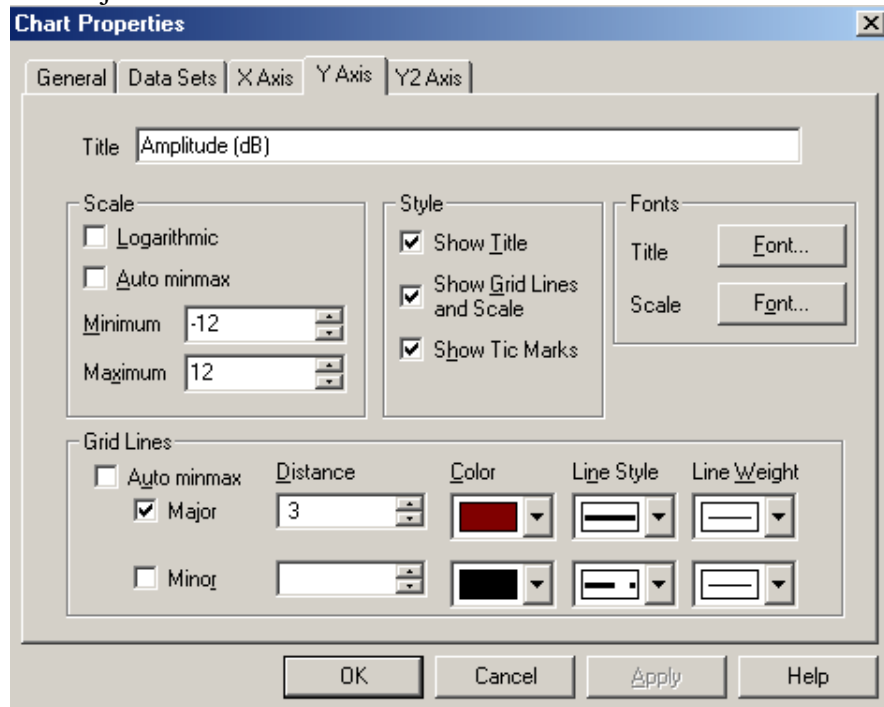 Chart Properties
General Data Sets X Axis Y Axis Y2 Axis
Title Amplitude (dB)
Scale
Logarithmic
Auto minmax
Minimum -12
Maximum 12
Style
Show Title
Show Grid Lines
and Scale
Show Tic Marks
Fonts
Title Font...
Scale Font...
Grid Lines
Auto minmax Distance Color Line Style Line Weight
Major 3
Minor
OK Cancel Apply Help